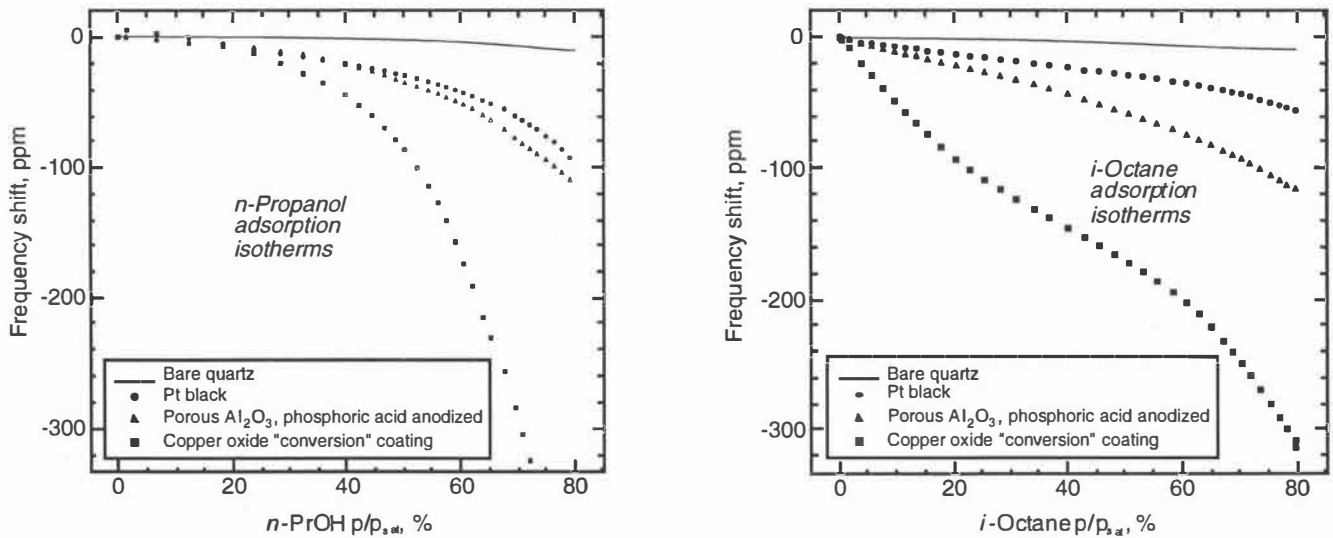 Frequency shift, ppm
0
-100
-200
-300
n-Propanol
adsorption
isotherms
Bare quartz
Pt black
Porous Al₂O₃, phosphoric acid anodized
Copper oxide "conversion" coating
0 20 40 60 80
n-PrOH p/pₛₐₜ, %
Frequency shift, ppm
0
-100
-200
-300
i-Octane
adsorption
isotherms
Bare quartz
Pt black
Porous Al₂O₃, phosphoric acid anodized
Copper oxide "conversion" coating
0 20 40 60 80
i-Octane p/pₛₐₜ, %